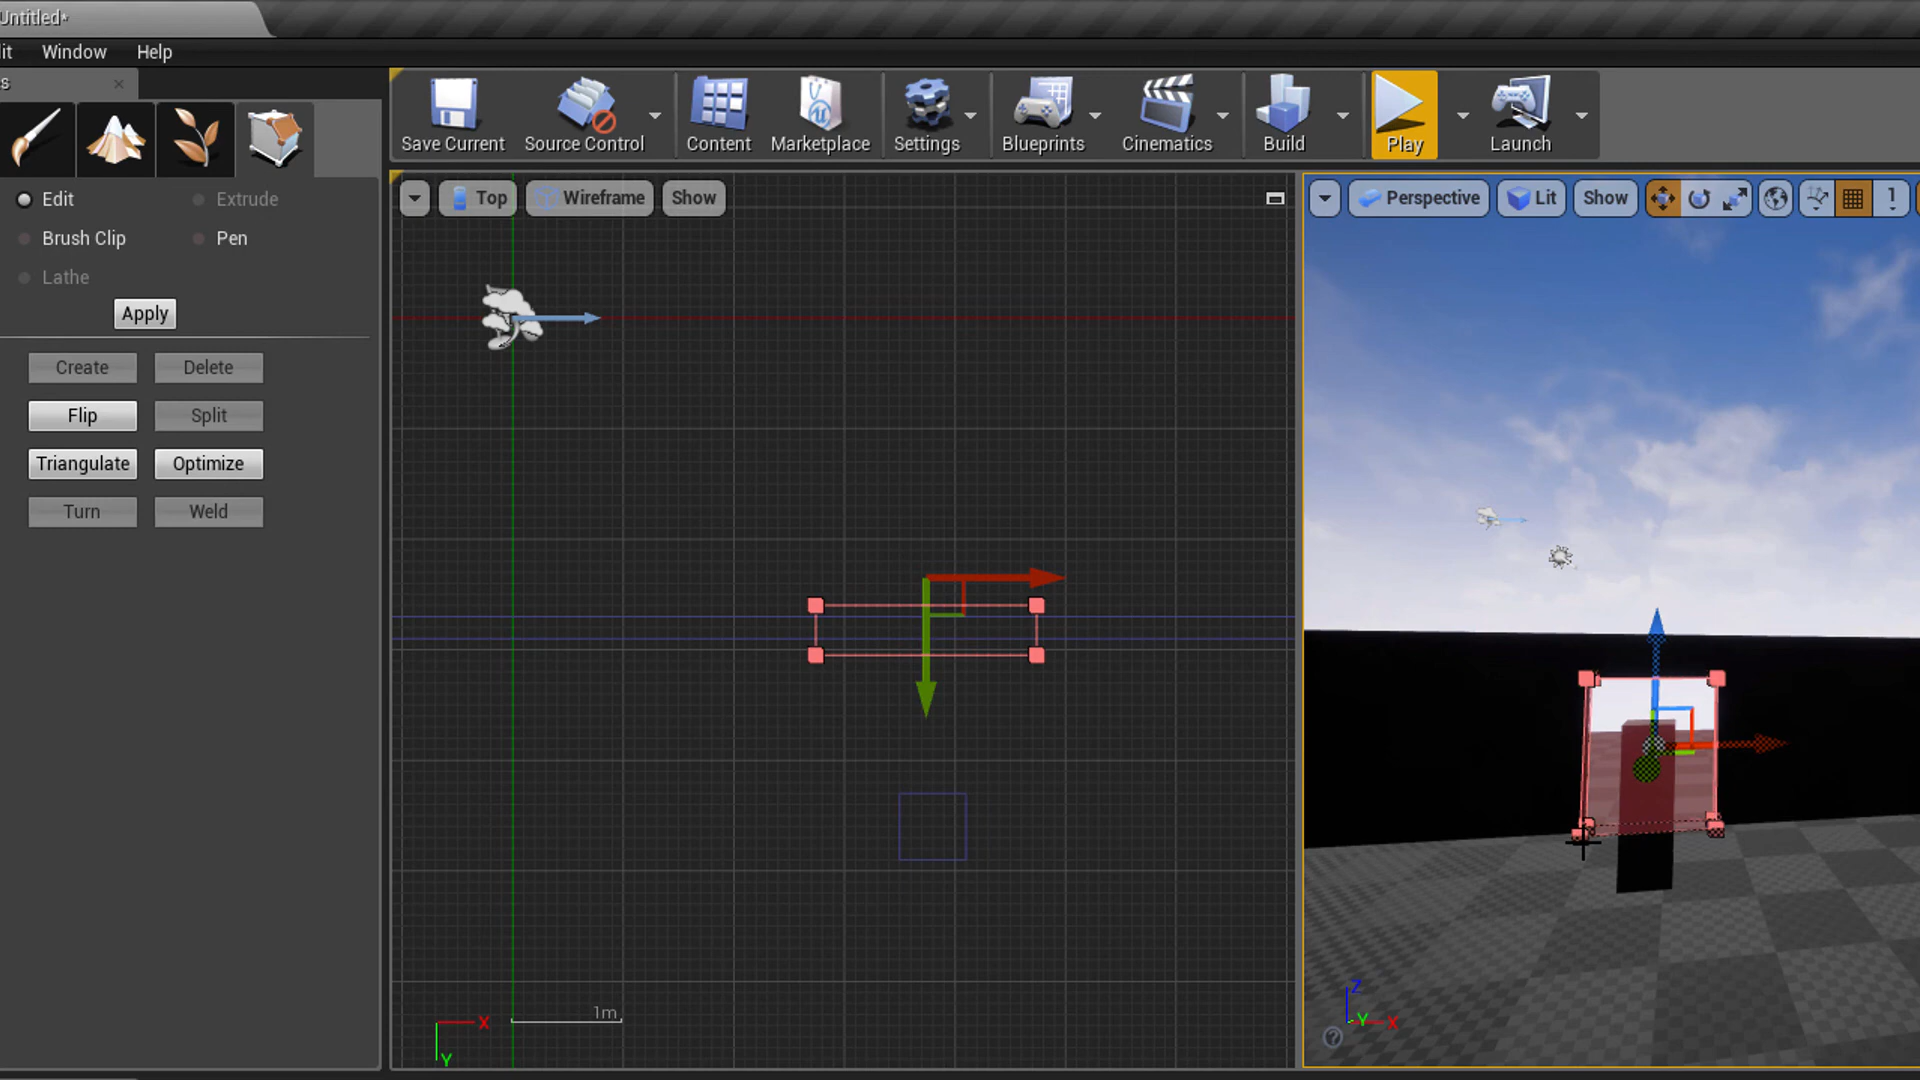 Untitled*
it Window Help
s
Save Current Source Control Content Marketplace Settings Blueprints Cinematics Build Play Launch
Edit Extrude
Brush Clip Pen
Lathe
Apply
Create Delete
Flip Split
Triangulate Optimize
Turn Weld
Top Wireframe Show
1m
X
Y
Perspective Lit Show 1
Z
Y X
?